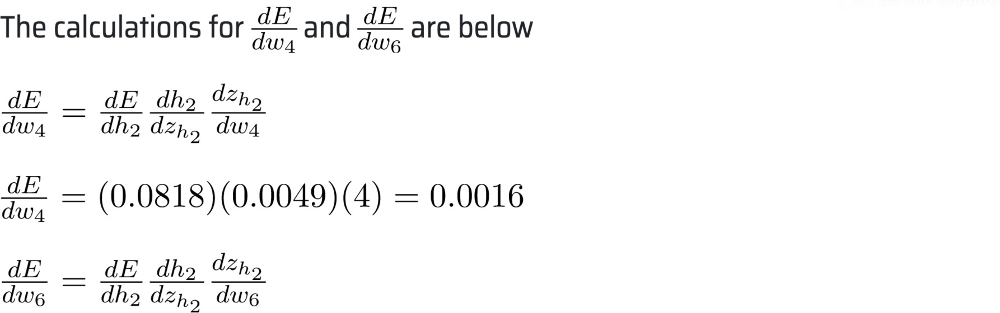 The calculations for $\frac{dE}{dw_4}$ and $\frac{dE}{dw_6}$ are below
$\frac{dE}{dw_4} = \frac{dE}{dh_2} \frac{dh_2}{dz_{h_2}} \frac{dz_{h_2}}{dw_4}$
$\frac{dE}{dw_4} = (0.0818)(0.0049)(4) = 0.0016$
$\frac{dE}{dw_6} = \frac{dE}{dh_2} \frac{dh_2}{dz_{h_2}} \frac{dz_{h_2}}{dw_6}$